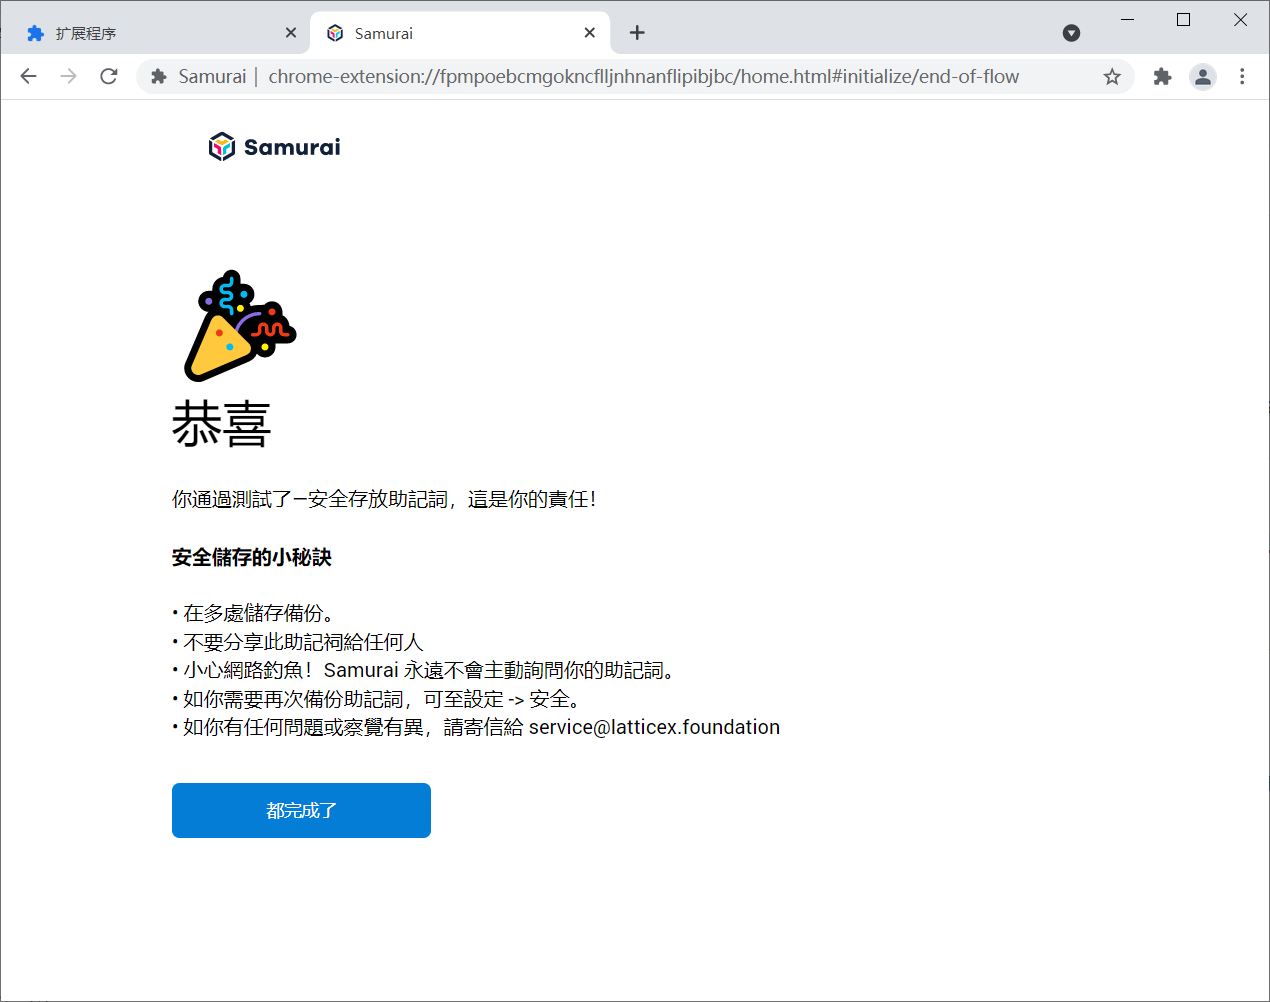 扩展程序
Samurai
Samurai | chrome-extension://fpmpoebcmgokncflljnhnanflipibjbc/home.html#initialize/end-of-flow
Samurai
恭喜
你通過測試了—安全存放助記詞，這是你的責任！
安全儲存的小秘訣
• 在多處儲存備份。
• 不要分享此助記祠給任何人
• 小心網路釣魚！Samurai 永遠不會主動詢問你的助記詞。
• 如你需要再次備份助記詞，可至設定 -> 安全。
• 如你有任何問題或察覺有異，請寄信給 service@latticex.foundation
都完成了